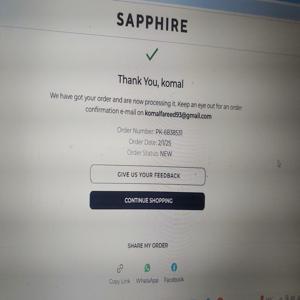 SAPPHIRE
Thank You, komal
We have got your order and are now processing it. Keep an eye out for an order
confirmation e-mail on komalfareed93@gmail.com
Order Number: PK-6838531
Order Date: 2/1/25
Order Status: NEW
GIVE US YOUR FEEDBACK
CONTINUE SHOPPING
SHARE MY ORDER
Copy Link WhatsApp Facebook